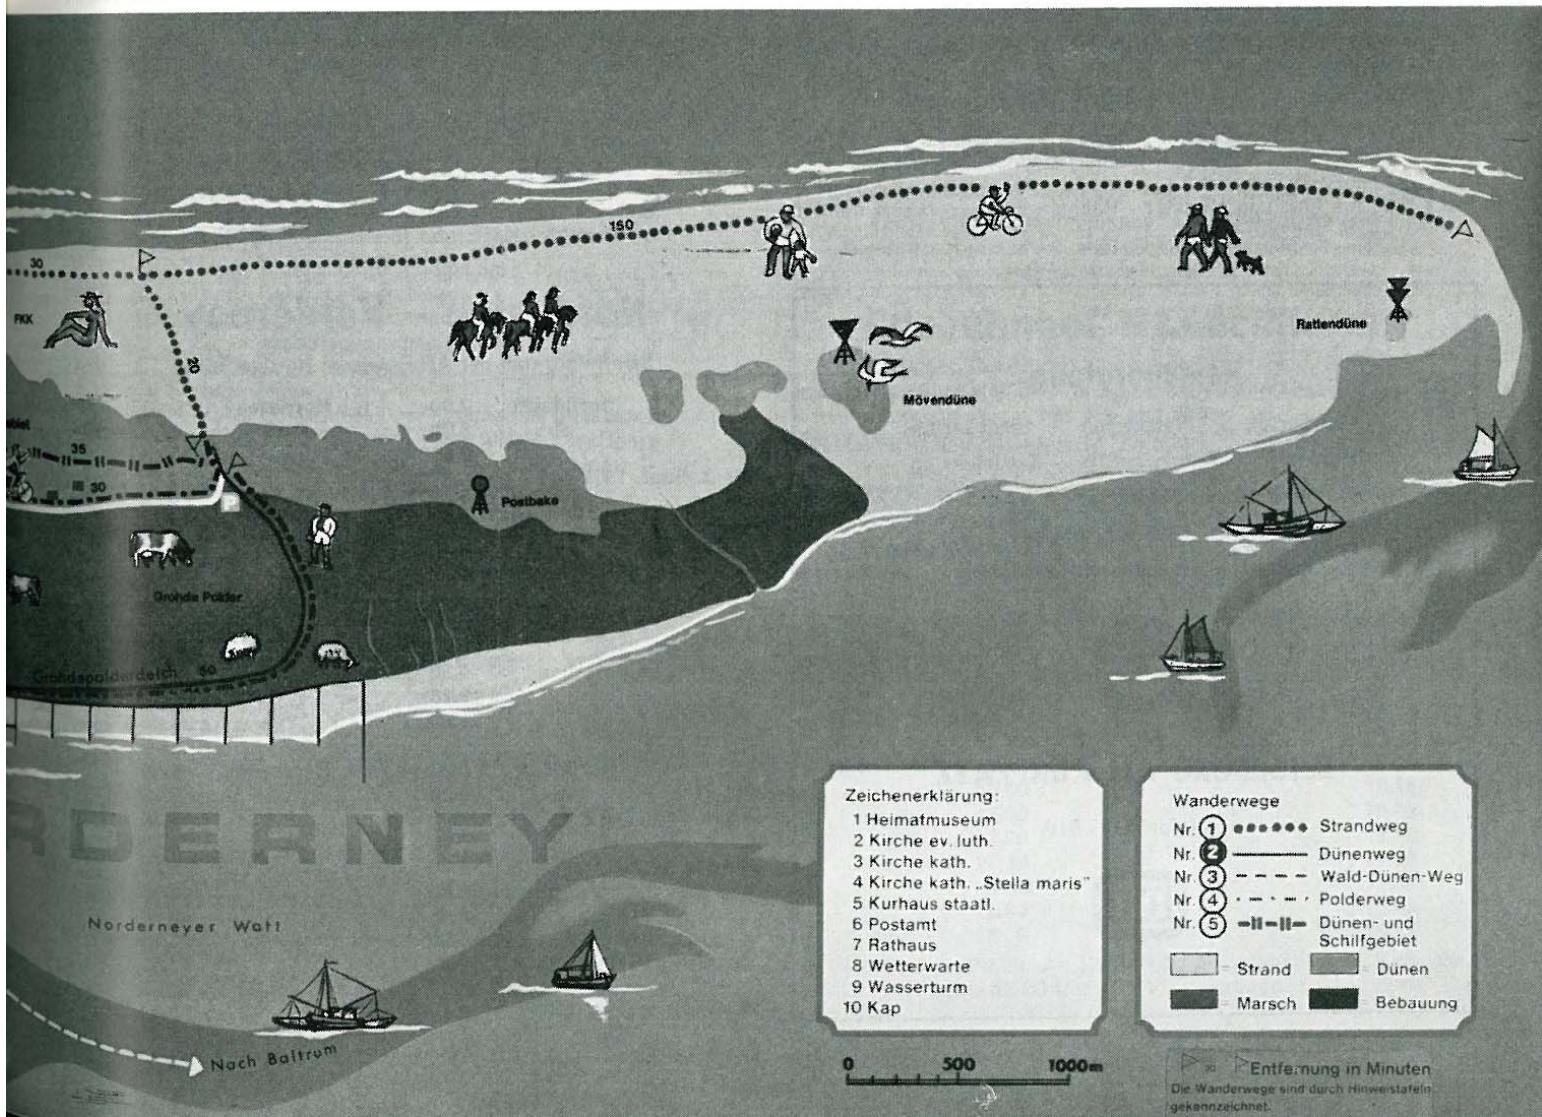 30
150
FKK
20
Rattendüne
Mövendüne
35
30
Postbake
Grohde Polder
Grohdepolderdeich
50
RDERNEY
Norderneyer Watt
Nach Baltrum
Zeichenerklärung:
1 Heimatmuseum
2 Kirche ev. luth.
3 Kirche kath.
4 Kirche kath. „Stella maris"
5 Kurhaus staatl.
6 Postamt
7 Rathaus
8 Wetterwarte
9 Wasserturm
10 Kap
0 500 1000m
Wanderwege
Nr. 1 Strandweg
Nr. 2 Dünenweg
Nr. 3 Wald-Dünen-Weg
Nr. 4 Polderweg
Nr. 5 Dünen- und
Schilfgebiet
Strand Dünen
Marsch Bebauung
Entfernung in Minuten
Die Wanderwege sind durch Hinweistafeln
gekennzeichnet.